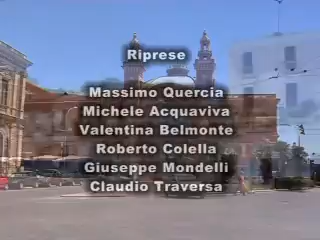 Riprese
Massimo Quercia
Michele Acquaviva
Valentina Belmonte
Roberto Colella
Giuseppe Mondelli
Claudio Traversa